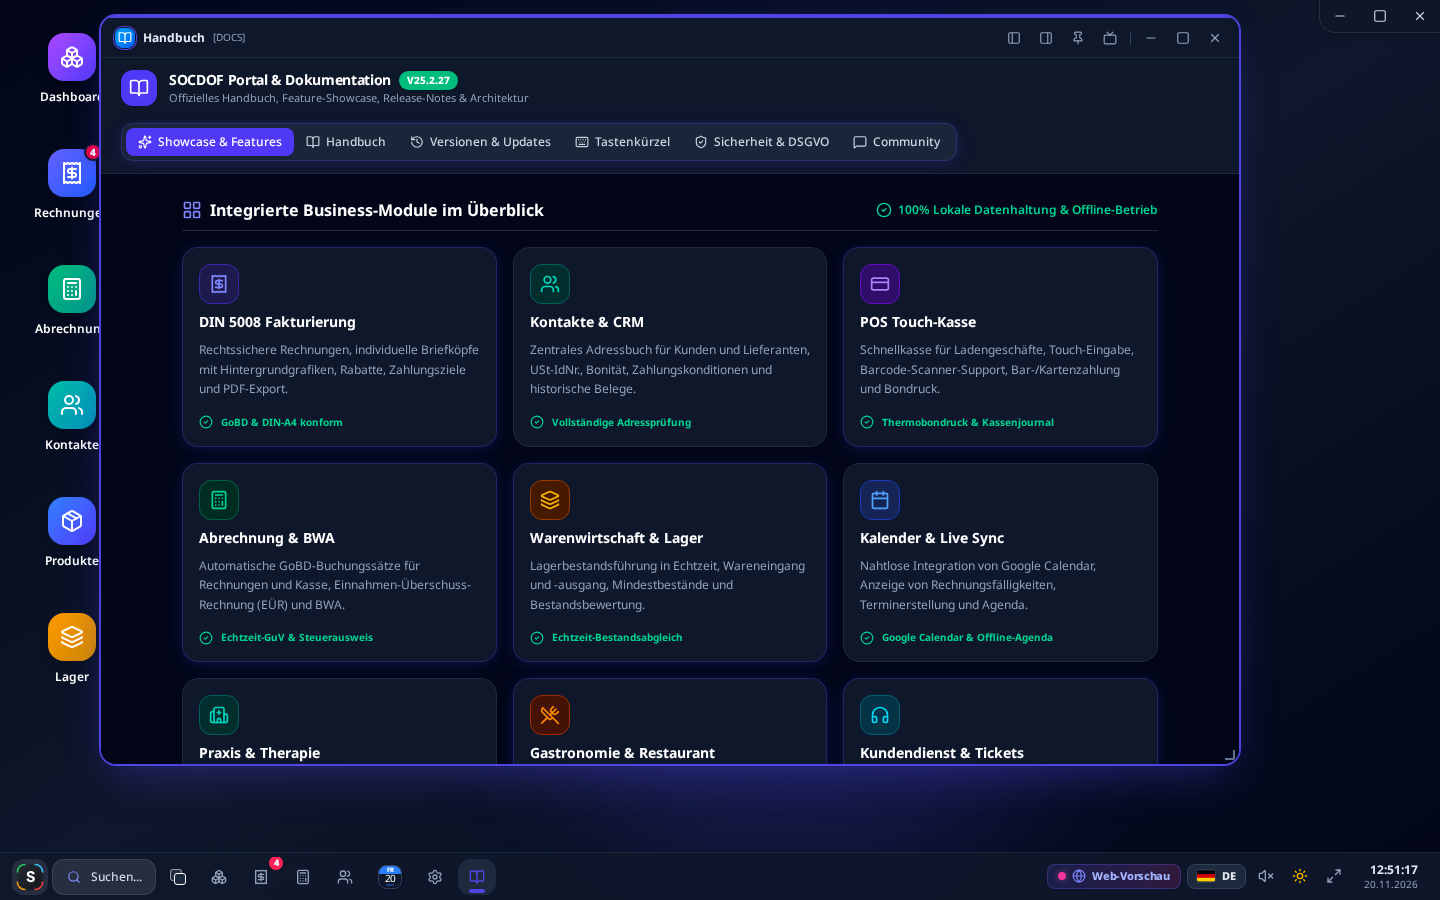 Handbuch [DOCS]
SOCDOF Portal & Dokumentation V25.2.27
Offizielles Handbuch, Feature-Showcase, Release-Notes & Architektur
Showcase & Features Handbuch Versionen & Updates Tastenkürzel Sicherheit & DSGVO Community
Integrierte Business-Module im Überblick
100% Lokale Datenhaltung & Offline-Betrieb
DIN 5008 Fakturierung
Rechtssichere Rechnungen, individuelle Briefköpfe
mit Hintergrundgrafiken, Rabatte, Zahlungsziele
und PDF-Export.
GoBD & DIN-A4 konform
Kontakte & CRM
Zentrales Adressbuch für Kunden und Lieferanten,
USt-IdNr., Bonität, Zahlungskonditionen und
historische Belege.
Vollständige Adressprüfung
POS Touch-Kasse
Schnellkasse für Ladengeschäfte, Touch-Eingabe,
Barcode-Scanner-Support, Bar-/Kartenzahlung
und Bondruck.
Thermobondruck & Kassenjournal
Abrechnung & BWA
Automatische GoBD-Buchungssätze für
Rechnungen und Kasse, Einnahmen-Überschuss-
Rechnung (EÜR) und BWA.
Echtzeit-GuV & Steuerausweis
Warenwirtschaft & Lager
Lagerbestandsführung in Echtzeit, Wareneingang
und -ausgang, Mindestbestände und
Bestandsbewertung.
Echtzeit-Bestandsabgleich
Kalender & Live Sync
Nahtlose Integration von Google Calendar,
Anzeige von Rechnungsfälligkeiten,
Terminerstellung und Agenda.
Google Calendar & Offline-Agenda
Praxis & Therapie
Gastronomie & Restaurant
Kundendienst & Tickets
Dashboar
4
Rechnunge
Abrechnun
Kontakte
Produkte
Lager
S
Suchen...
4
FR
20
Web-Vorschau
DE
12:51:17
20.11.2026